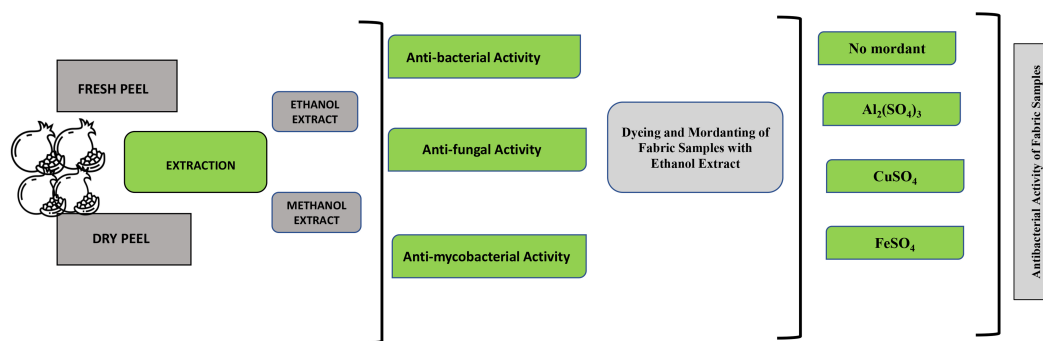 FRESH PEEL
DRY PEEL
EXTRACTION
ETHANOL
EXTRACT
METHANOL
EXTRACT
Anti-bacterial Activity
Anti-fungal Activity
Anti-mycobacterial Activity
Dyeing and Mordanting of
Fabric Samples with
Ethanol Extract
No mordant
Al₂(SO₄)₃
CuSO₄
FeSO₄
Antibacterial Activity of Fabric Samples